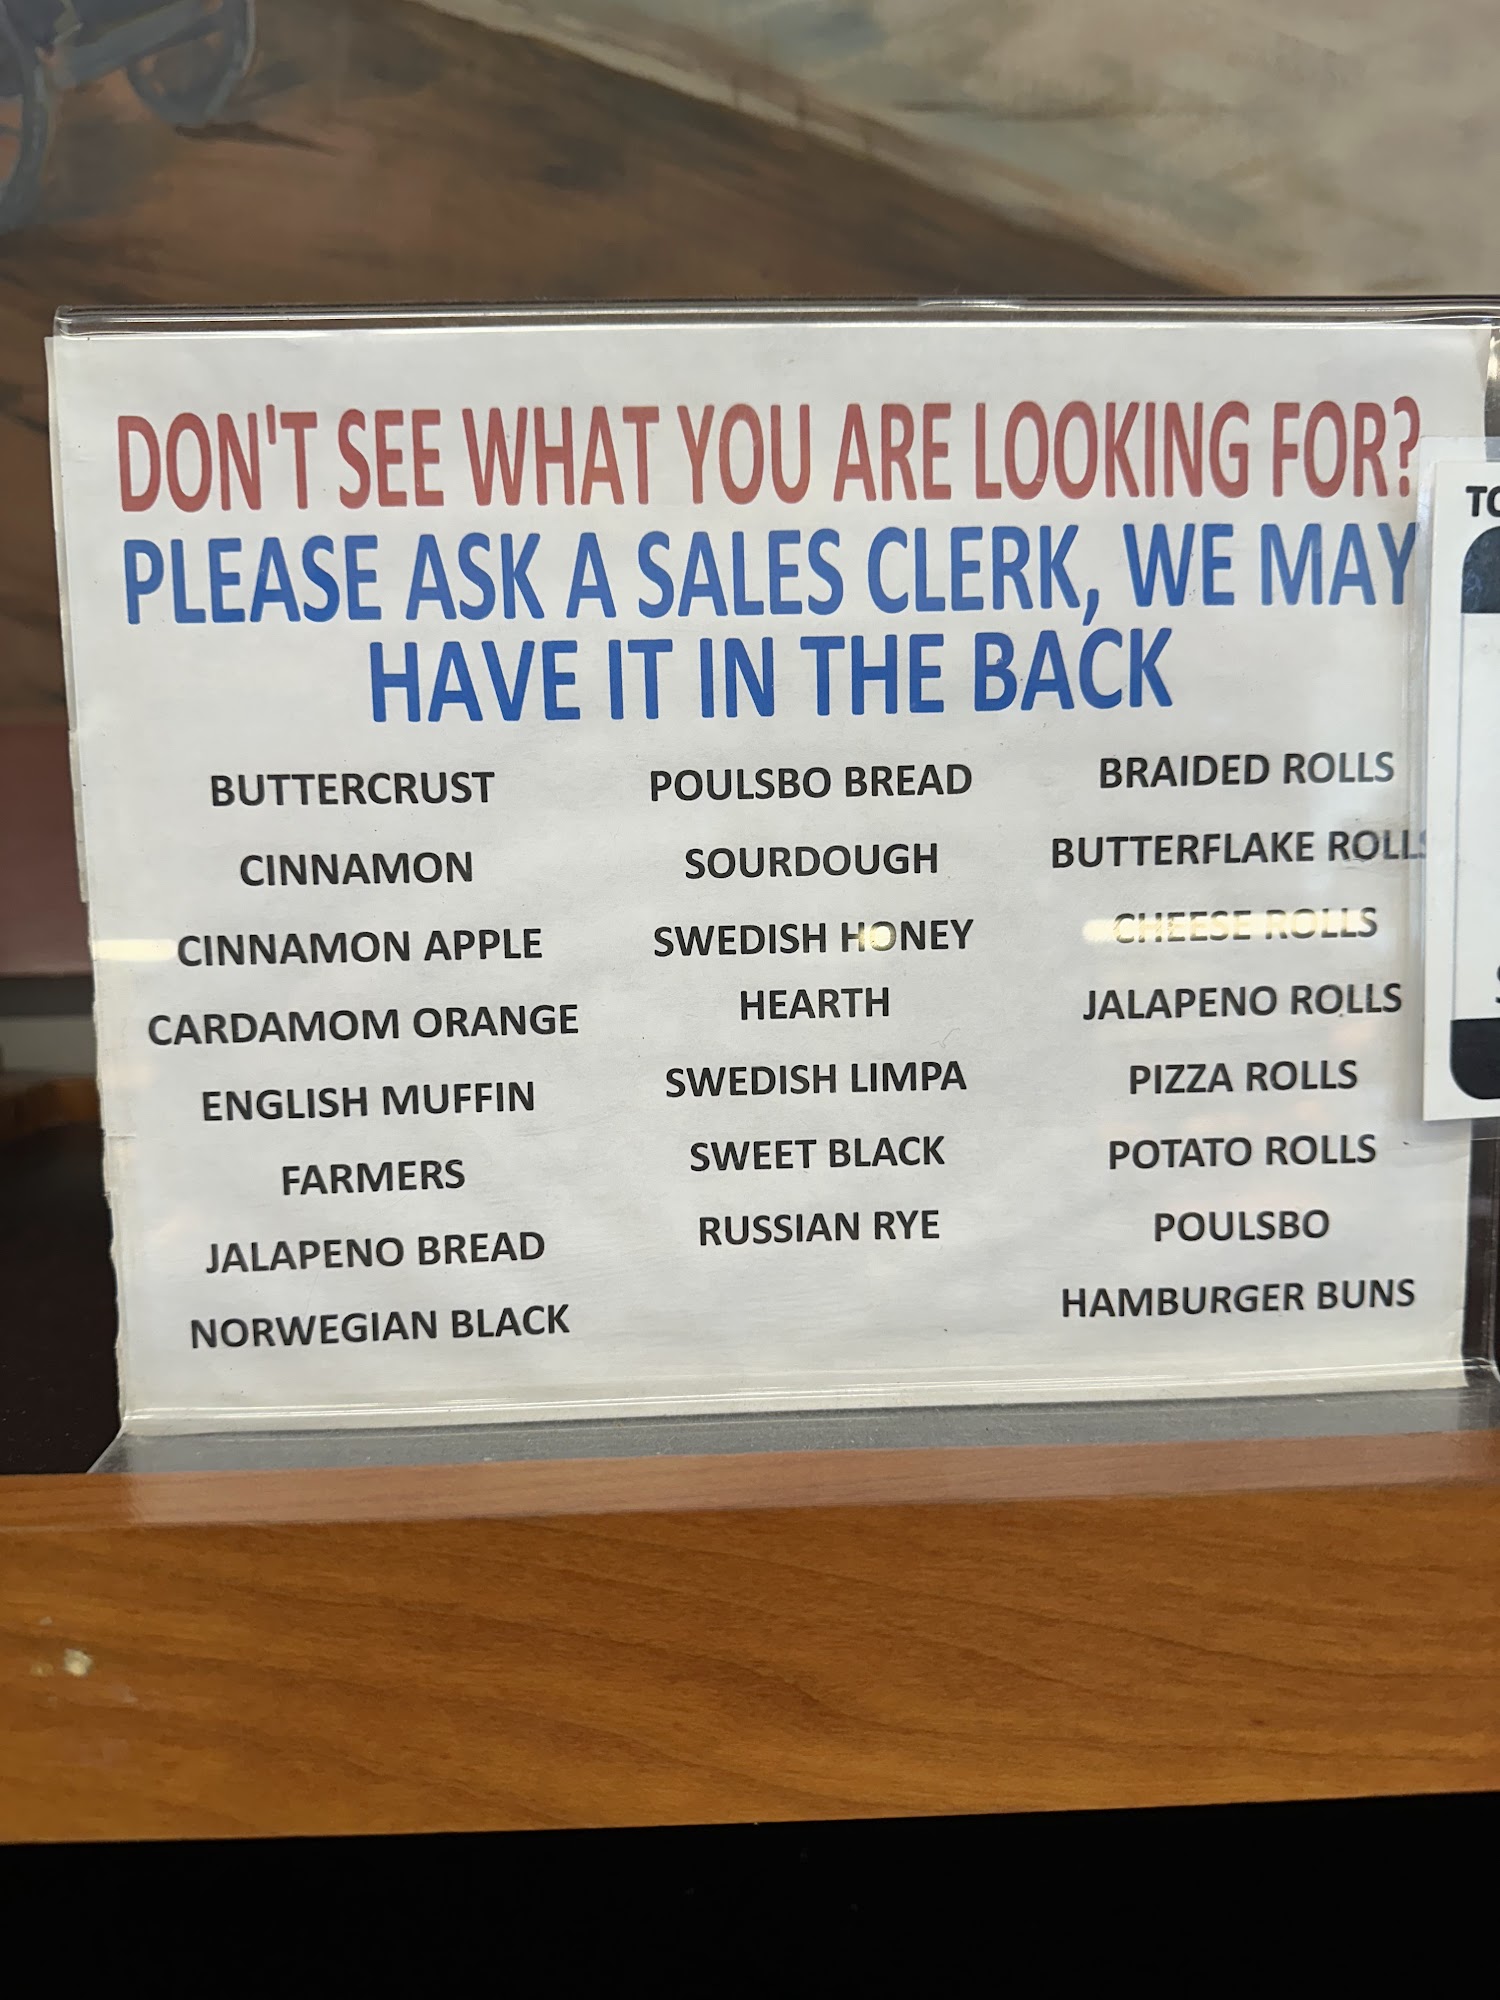 DON'T SEE WHAT YOU ARE LOOKING FOR?
PLEASE ASK A SALES CLERK, WE MAY
HAVE IT IN THE BACK
BUTTERCRUST
CINNAMON
CINNAMON APPLE
CARDAMOM ORANGE
ENGLISH MUFFIN
FARMERS
JALAPENO BREAD
NORWEGIAN BLACK
POULSBO BREAD
SOURDOUGH
SWEDISH HONEY
HEARTH
SWEDISH LIMPA
SWEET BLACK
RUSSIAN RYE
BRAIDED ROLLS
BUTTERFLAKE ROLLS
CHEESE ROLLS
JALAPENO ROLLS
PIZZA ROLLS
POTATO ROLLS
POULSBO
HAMBURGER BUNS